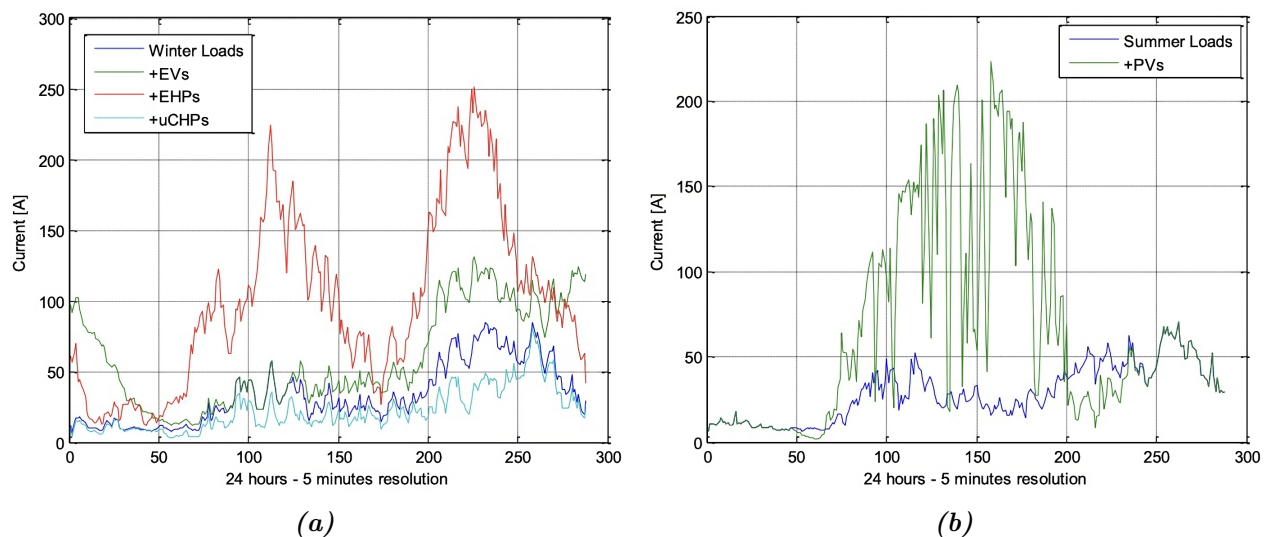 300
250
200
150
100
50
0
Current [A]
Winter Loads
+EVs
+EHPs
+uCHPs
0 50 100 150 200 250 300
24 hours - 5 minutes resolution
(a)
250
200
150
100
50
0
Current [A]
Summer Loads
+PVs
0 50 100 150 200 250 300
24 hours - 5 minutes resolution
(b)